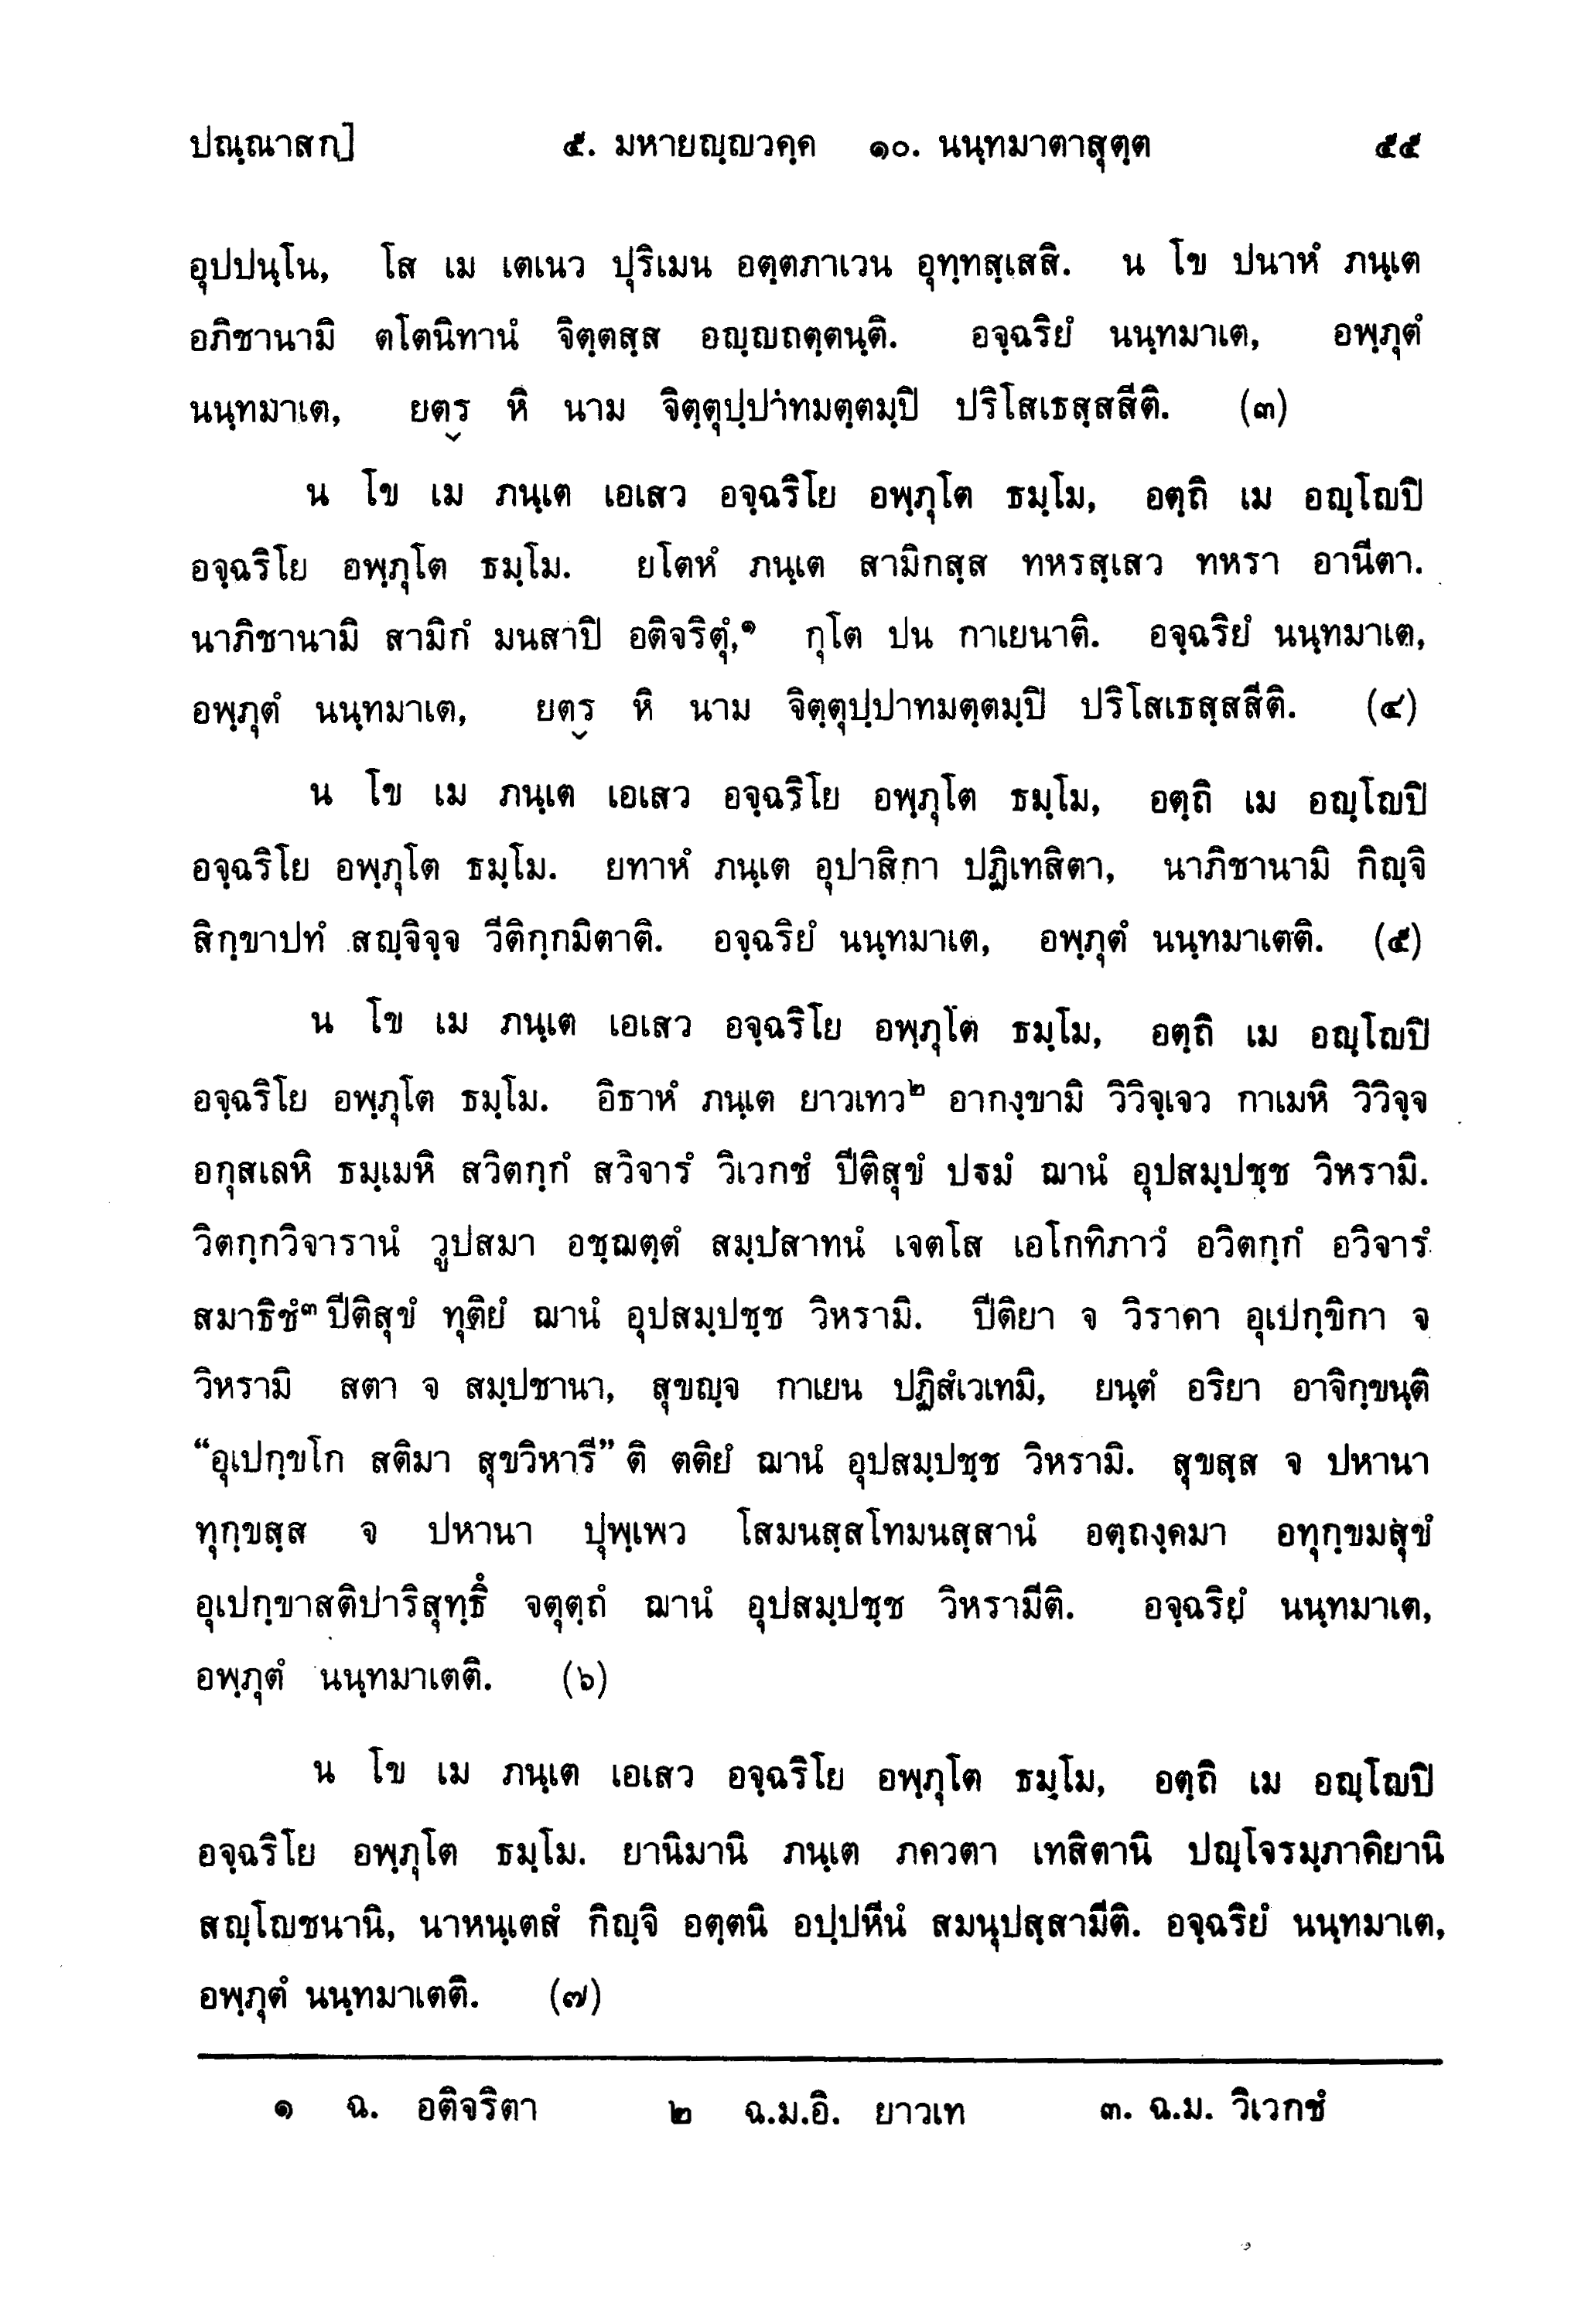 ปณฺณาสก] ๕. มหายญฺญวคฺค ๑๐. นนฺทมาตาสุตฺต ๕๕
อุปปนฺโน, โส เม เตเนว ปุริเมน อตฺตภาเวน อุทฺทสฺเสสิ. น โข ปนาหํ ภนฺเต
อภิชานามิ ตโตนิทานํ จิตฺตสฺส อญฺญถตฺตนฺติ. อจฺฉริยํ นนฺทมาเต, อพฺภุตํ
นนฺทมาเต, ยตฺร หิ นาม จิตฺตุปฺปาทมตฺตมฺปิ ปริโสเธสฺสสีติ. (๓)
น โข เม ภนฺเต เอเสว อจฺฉริโย อพฺภุโต ธมฺโม, อตฺถิ เม อญฺโญปิ
อจฺฉริโย อพฺภุโต ธมฺโม. ยโตหํ ภนฺเต สามิกสฺส ทหรสฺเสว ทหรา อานีตา.
นาภิชานามิ สามิกํ มนสาปิ อติจริตุํ,๑ กุโต ปน กาเยนาติ. อจฺฉริยํ นนฺทมาเต,
อพฺภุตํ นนฺทมาเต, ยตฺร หิ นาม จิตฺตุปฺปาทมตฺตมฺปิ ปริโสเธสฺสสีติ. (๔)
น โข เม ภนฺเต เอเสว อจฺฉริโย อพฺภุโต ธมฺโม, อตฺถิ เม อญฺโญปิ
อจฺฉริโย อพฺภุโต ธมฺโม. ยทาหํ ภนฺเต อุปาสิกา ปฏิเทสิตา, นาภิชานามิ กิญฺจิ
สิกฺขาปทํ สญฺจิจฺจ วีติกฺกมิตาติ. อจฺฉริยํ นนฺทมาเต, อพฺภุตํ นนฺทมาเตติ. (๕)
น โข เม ภนฺเต เอเสว อจฺฉริโย อพฺภุโต ธมฺโม, อตฺถิ เม อญฺโญปิ
อจฺฉริโย อพฺภุโต ธมฺโม. อิธาหํ ภนฺเต ยาวเทว๒ อากงฺขามิ วิวิจฺเจว กาเมหิ วิวิจฺจ
อกุสเลหิ ธมฺเมหิ สวิตกฺกํ สวิจารํ วิเวกชํ ปีติสุขํ ปฐมํ ฌานํ อุปสมฺปชฺช วิหรามิ.
วิตกฺกวิจารานํ วูปสมา อชฺฌตฺตํ สมฺปสาทนํ เจตโส เอโกทิภาวํ อวิตกฺกํ อวิจารํ
สมาธิชํ๓ ปีติสุขํ ทุติยํ ฌานํ อุปสมฺปชฺช วิหรามิ. ปีติยา จ วิราคา อุเปกฺขิกา จ
วิหรามิ สตา จ สมฺปชานา, สุขญฺจ กาเยน ปฏิสํเวเทมิ, ยนฺตํ อริยา อาจิกฺขนฺติ
“อุเปกฺขโก สติมา สุขวิหารี” ติ ตติยํ ฌานํ อุปสมฺปชฺช วิหรามิ. สุขสฺส จ ปหานา
ทุกฺขสฺส จ ปหานา ปุพฺเพว โสมนสฺสโทมนสฺสานํ อตฺถงฺคมา อทุกฺขมสุขํ
อุเปกฺขาสติปาริสุทฺธึ จตุตฺถํ ฌานํ อุปสมฺปชฺช วิหรามีติ. อจฺฉริยํ นนฺทมาเต,
อพฺภุตํ นนฺทมาเตติ. (๖)
น โข เม ภนฺเต เอเสว อจฺฉริโย อพฺภุโต ธมฺโม, อตฺถิ เม อญฺโญปิ
อจฺฉริโย อพฺภุโต ธมฺโม. ยานิมานิ ภนฺเต ภควตา เทสิตานิ ปญฺโจรมฺภาคิยานิ
สญฺโญชนานิ, นาหนฺเตสํ กิญฺจิ อตฺตนิ อปฺปหีนํ สมนุปสฺสามีติ. อจฺฉริยํ นนฺทมาเต,
อพฺภุตํ นนฺทมาเตติ. (๗)
๑ ฉ. อติจริตา ๒ ฉ.ม.อิ. ยาวเท ๓. ฉ.ม. วิเวกชํ